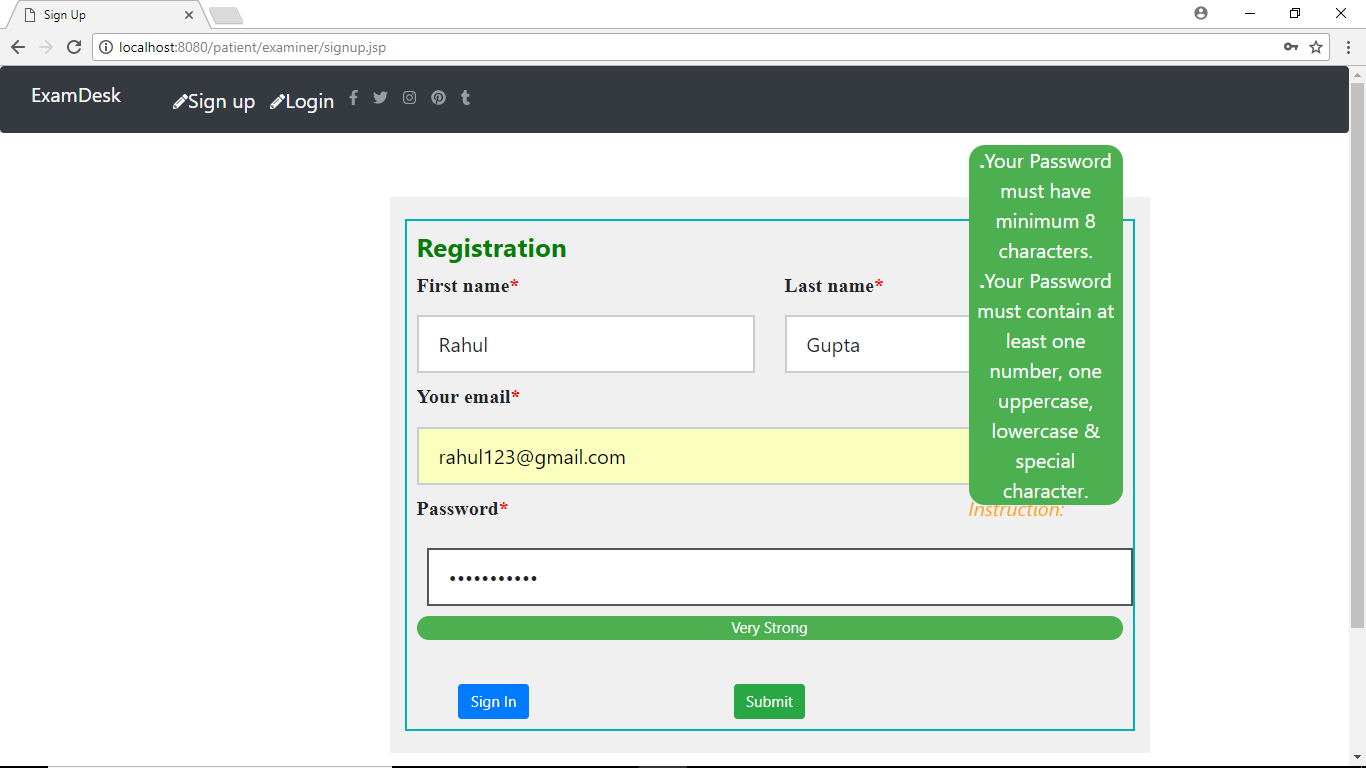 Sign Up
localhost:8080/patient/examiner/signup.jsp
ExamDesk Sign up Login
.Your Password
must have
minimum 8
characters.
.Your Password
must contain at
least one
number, one
uppercase,
lowercase &
special
character.
Registration
First name* Last name*
Rahul Gupta
Your email*
rahul123@gmail.com
Password* Instruction:
•••••••••••
Very Strong
Sign In Submit